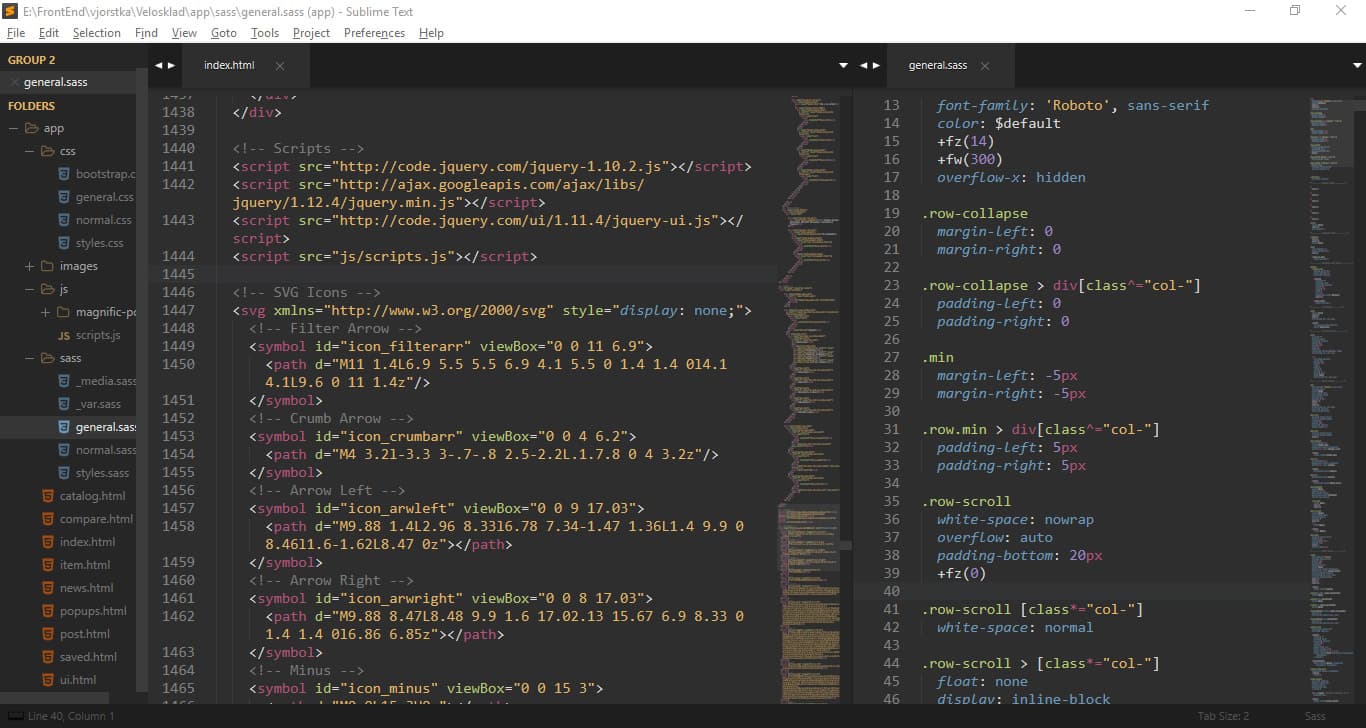 E:\FrontEnd\vjorstka\Velosklad\app\sass\general.sass (app) - Sublime Text
File Edit Selection Find View Goto Tools Project Preferences Help
GROUP 2
general.sass
FOLDERS
app
css
bootstrap.c
general.css
normal.css
styles.css
images
js
magnific-po
JS scripts.js
sass
_media.sass
_var.sass
general.sass
normal.sass
styles.sass
catalog.html
compare.html
index.html
item.html
news.html
popups.html
post.html
saved.html
ui.html
index.html
1437 </div>
1438 </div>
1439
1440 <!-- Scripts -->
1441 <script src="http://code.jquery.com/jquery-1.10.2.js"></script>
1442 <script src="http://ajax.googleapis.com/ajax/libs/
jquery/1.12.4/jquery.min.js"></script>
1443 <script src="http://code.jquery.com/ui/1.11.4/jquery-ui.js"></
script>
1444 <script src="js/scripts.js"></script>
1445
1446 <!-- SVG Icons -->
1447 <svg xmlns="http://www.w3.org/2000/svg" style="display: none;">
1448 <!-- Filter Arrow -->
1449 <symbol id="icon_filterarr" viewBox="0 0 11 6.9">
1450 <path d="M11 1.4L6.9 5.5 5.5 6.9 4.1 5.5 0 1.4 1.4 0l4.1
4.1L9.6 0 11 1.4z"/>
1451 </symbol>
1452 <!-- Crumb Arrow -->
1453 <symbol id="icon_crumbarr" viewBox="0 0 4 6.2">
1454 <path d="M4 3.2l-3.3 3-.7-.8 2.5-2.2L.1.7.8 0 4 3.2z"/>
1455 </symbol>
1456 <!-- Arrow Left -->
1457 <symbol id="icon_arwleft" viewBox="0 0 9 17.03">
1458 <path d="M9.88 1.4L2.96 8.33l6.78 7.34-1.47 1.36L1.4 9.9 0
8.46l1.6-1.62L8.47 0z"></path>
1459 </symbol>
1460 <!-- Arrow Right -->
1461 <symbol id="icon_arwright" viewBox="0 0 8 17.03">
1462 <path d="M9.88 8.47L8.48 9.9 1.6 17.02.13 15.67 6.9 8.33 0
1.4 1.4 0l6.86 6.85z"></path>
1463 </symbol>
1464 <!-- Minus -->
1465 <symbol id="icon_minus" viewBox="0 0 15 3">
general.sass
13 font-family: 'Roboto', sans-serif
14 color: $default
15 +fz(14)
16 +fw(300)
17 overflow-x: hidden
18
19 .row-collapse
20 margin-left: 0
21 margin-right: 0
22
23 .row-collapse > div[class^="col-"]
24 padding-left: 0
25 padding-right: 0
26
27 .min
28 margin-left: -5px
29 margin-right: -5px
30
31 .row.min > div[class^="col-"]
32 padding-left: 5px
33 padding-right: 5px
34
35 .row-scroll
36 white-space: nowrap
37 overflow: auto
38 padding-bottom: 20px
39 +fz(0)
40
41 .row-scroll [class*="col-"]
42 white-space: normal
43
44 .row-scroll > [class*="col-"]
45 float: none
46 display: inline-block
Line 40, Column 1
Tab Size: 2
Sass